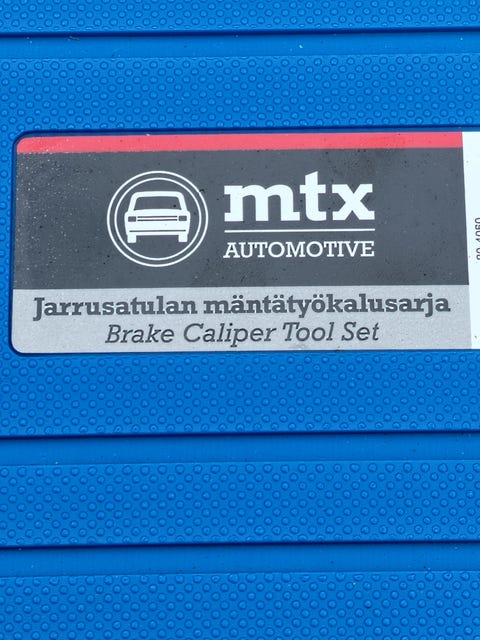 mtx
AUTOMOTIVE
Jarrusatulan mäntätyökalusarja
Brake Caliper Tool Set